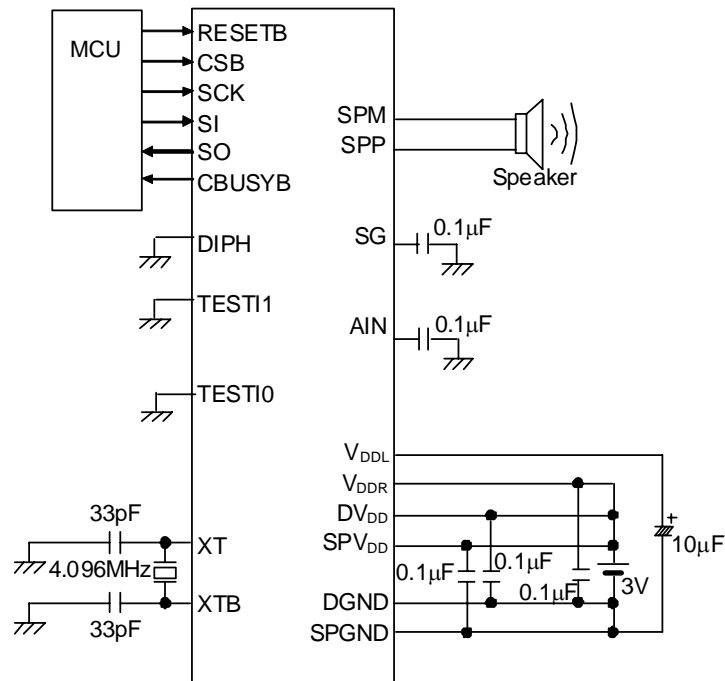 MCU
RESETB
CSB
SCK
SI
SO
CBUSYB
DIPH
TESTI1
TESTI0
33pF
XT
4.096MHz
XTB
33pF
SPM
SPP
Speaker
SG
0.1μF
AIN
0.1μF
VDDL
VDDR
DVDD
SPVDD
DGND
SPGND
0.1μF
0.1μF
0.1μF
3V
+
10μF